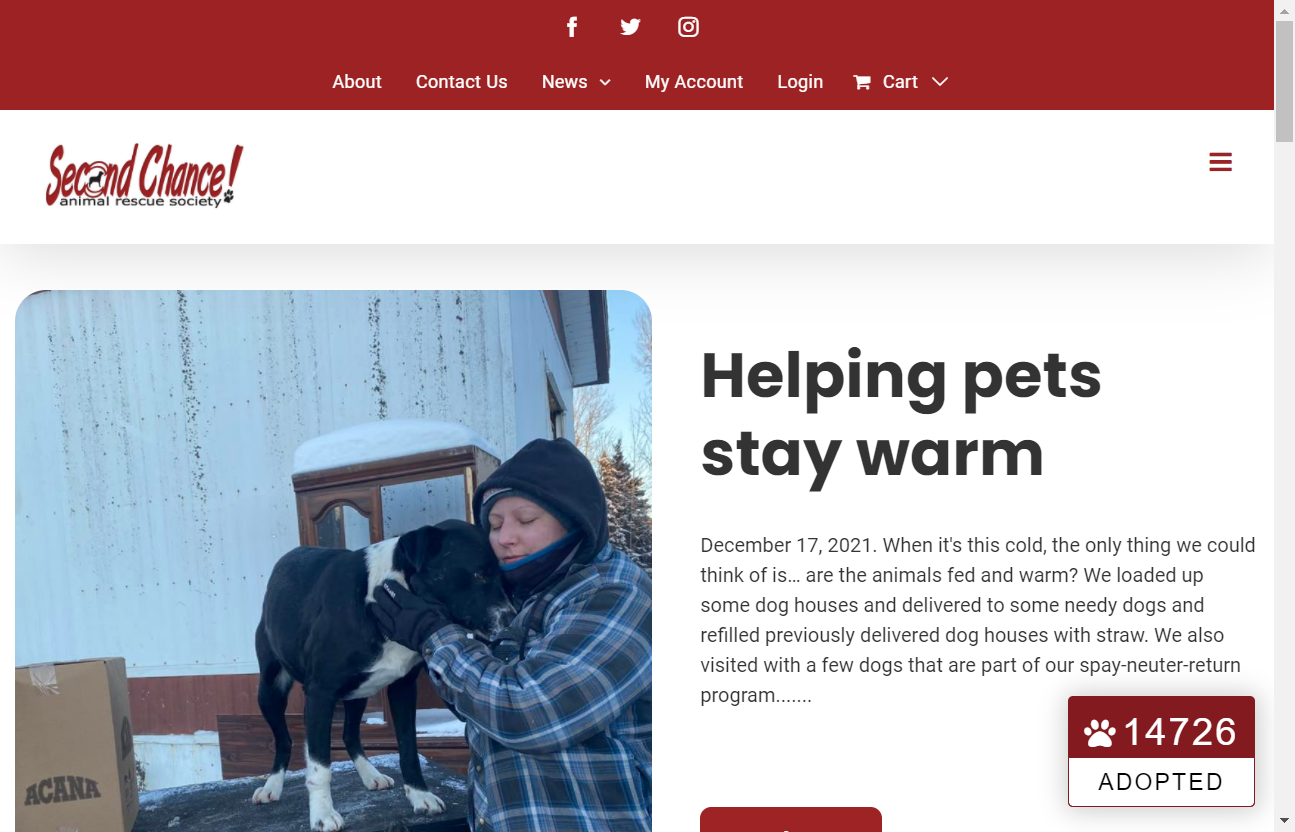 About Contact Us News My Account Login Cart
Second Chance!
animal rescue society
Helping pets
stay warm
December 17, 2021. When it's this cold, the only thing we could
think of is… are the animals fed and warm? We loaded up
some dog houses and delivered to some needy dogs and
refilled previously delivered dog houses with straw. We also
visited with a few dogs that are part of our spay-neuter-return
program.......
14726
ADOPTED
ACANA